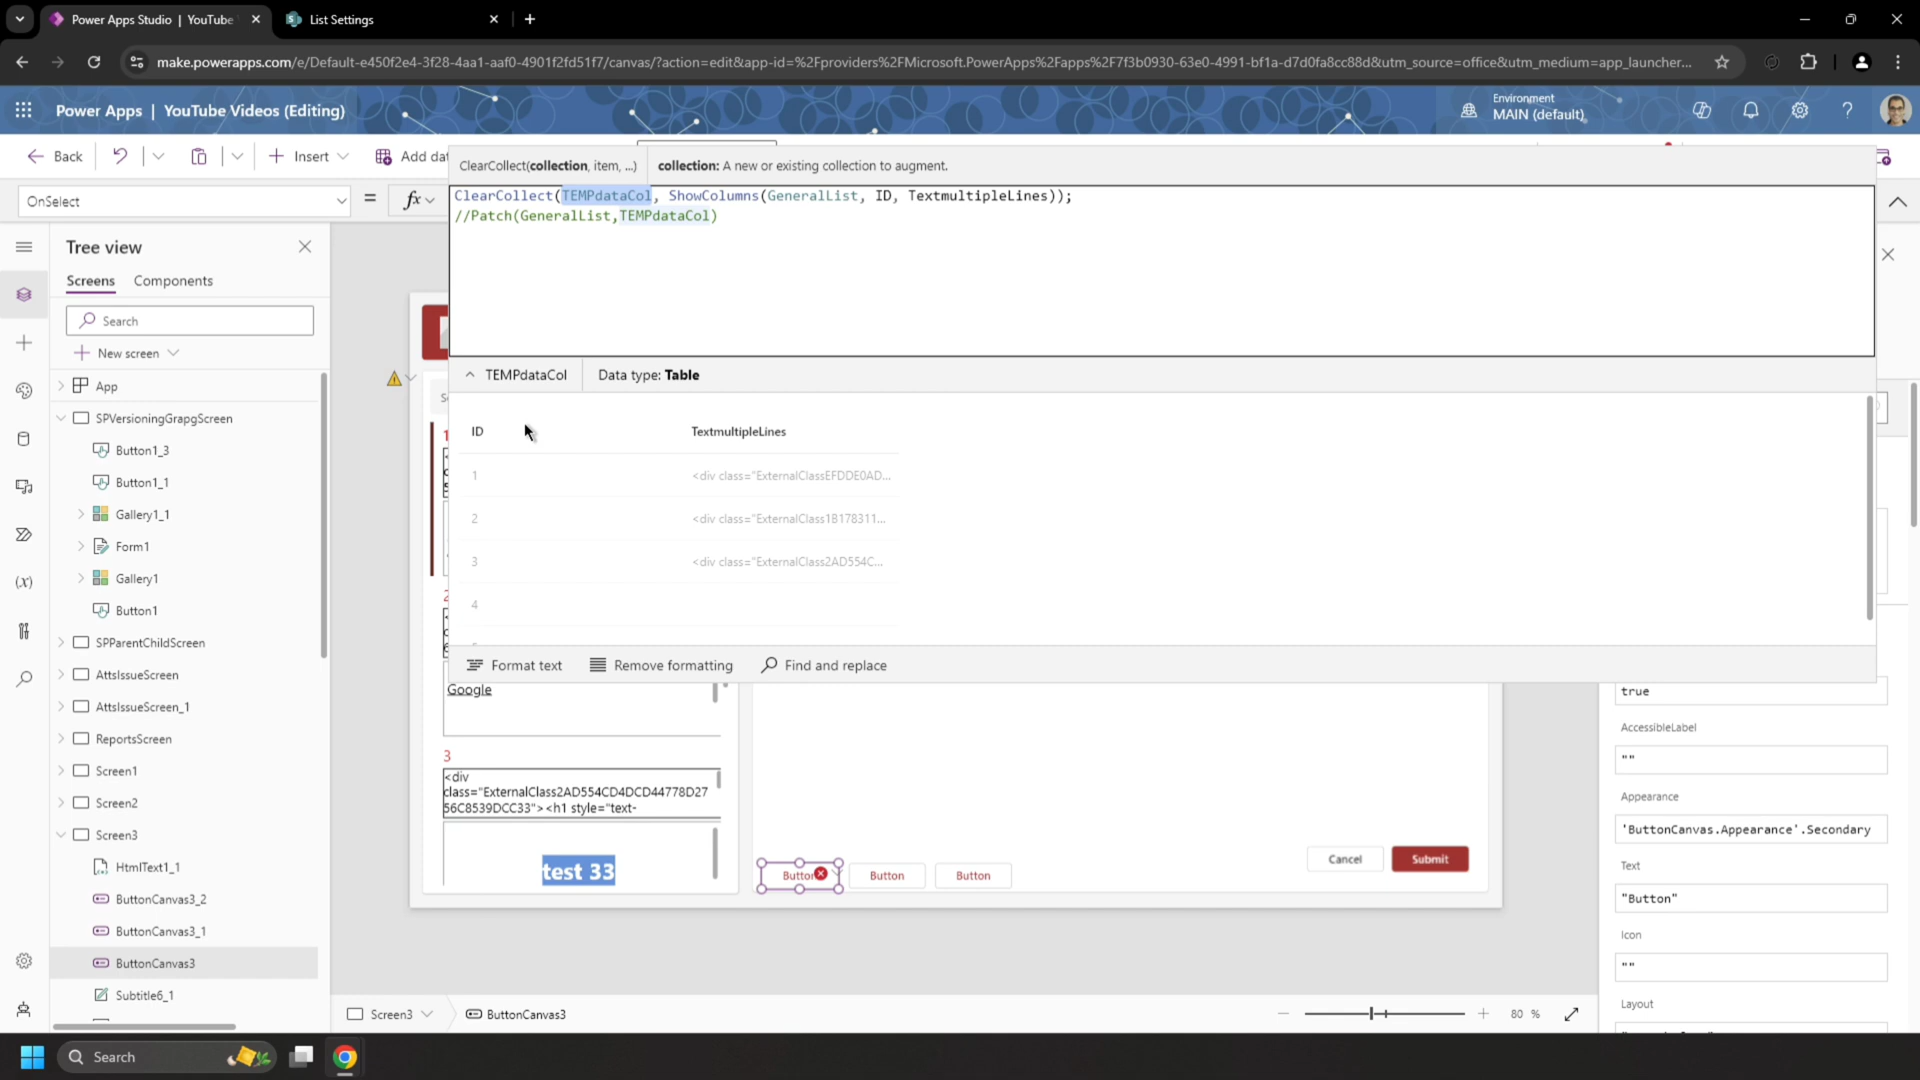 Power Apps Studio | YouTube
List Settings
make.powerapps.com/e/Default-e450f2e4-3f28-4aa1-aaf0-4901f2fd51f7/canvas/?action=edit&app-id=%2Fproviders%2FMicrosoft.PowerApps%2Fapps%2F7f3b0930-63e0-4991-bf1a-d7d0fa8cc88d&utm_source=office&utm_medium=app_launcher...
Power Apps | YouTube Videos (Editing)
Environment
MAIN (default)
Back
Insert
Add dat
ClearCollect(collection, item, ...)
collection: A new or existing collection to augment.
OnSelect
=
fx
ClearCollect(TEMPdataCol, ShowColumns(GeneralList, ID, TextmultipleLines));
//Patch(GeneralList,TEMPdataCol)
Tree view
Screens
Components
Search
New screen
App
SPVersioningGrapgScreen
Button1_3
Button1_1
Gallery1_1
Form1
Gallery1
Button1
SPParentChildScreen
AttsIssueScreen
AttsIssueScreen_1
ReportsScreen
Screen1
Screen2
Screen3
HtmlText1_1
ButtonCanvas3_2
ButtonCanvas3_1
ButtonCanvas3
Subtitle6_1
TEMPdataCol
Data type: Table
ID
TextmultipleLines
1
<div class="ExternalClassEFDDE0AD...
2
<div class="ExternalClass1B178311...
3
<div class="ExternalClass2AD554C...
4
Format text
Remove formatting
Find and replace
Google
3
<div
class="ExternalClass2AD554CD4DCD44778D27
56C8539DCC33"><h1 style="text-
test 33
Button
Button
Button
Cancel
Submit
true
AccessibleLabel
""
Appearance
'ButtonCanvas.Appearance'.Secondary
Text
"Button"
Icon
""
Layout
Screen3
ButtonCanvas3
80 %
Search